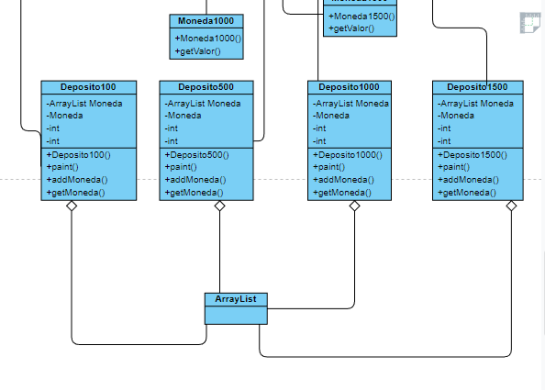 Moneda1000
+Moneda1000()
+getValor()
+Moneda1500()
+getValor()
Deposito100
-ArrayList Moneda
-Moneda
-int
-int
+Deposito100()
+paint()
+addMoneda()
+getMoneda()
Deposito500
-ArrayList Moneda
-Moneda
-int
-int
+Deposito500()
+paint()
+addMoneda()
+getMoneda()
Deposito1000
-ArrayList Moneda
-Moneda
-int
-int
+Deposito1000()
+paint()
+addMoneda()
+getMoneda()
Deposito1500
-ArrayList Moneda
-Moneda
-int
-int
+Deposito1500()
+paint()
+addMoneda()
+getMoneda()
ArrayList